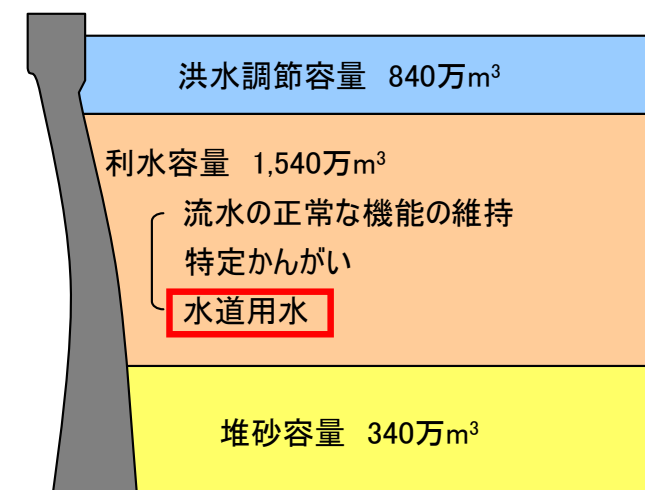 洪水調節容量 840万m³
利水容量 1,540万m³
流水の正常な機能の維持
特定かんがい
水道用水
堆砂容量 340万m³